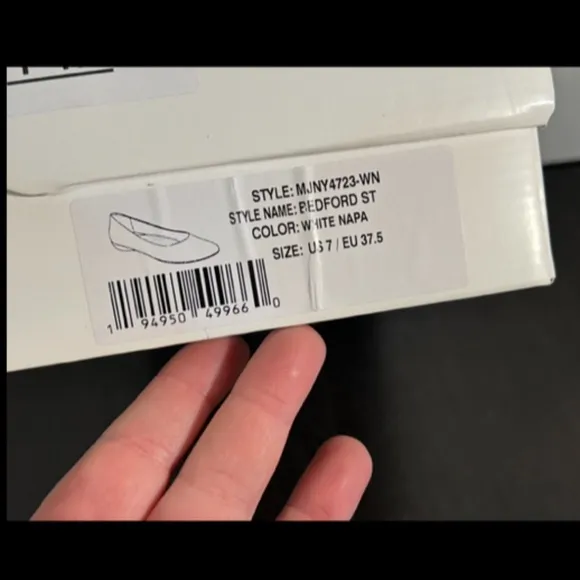 STYLE: MJNY4723-WN
STYLE NAME: BEDFORD ST
COLOR: WHITE NAPA
SIZE: US 7 / EU 37.5
1 94950 49966 0